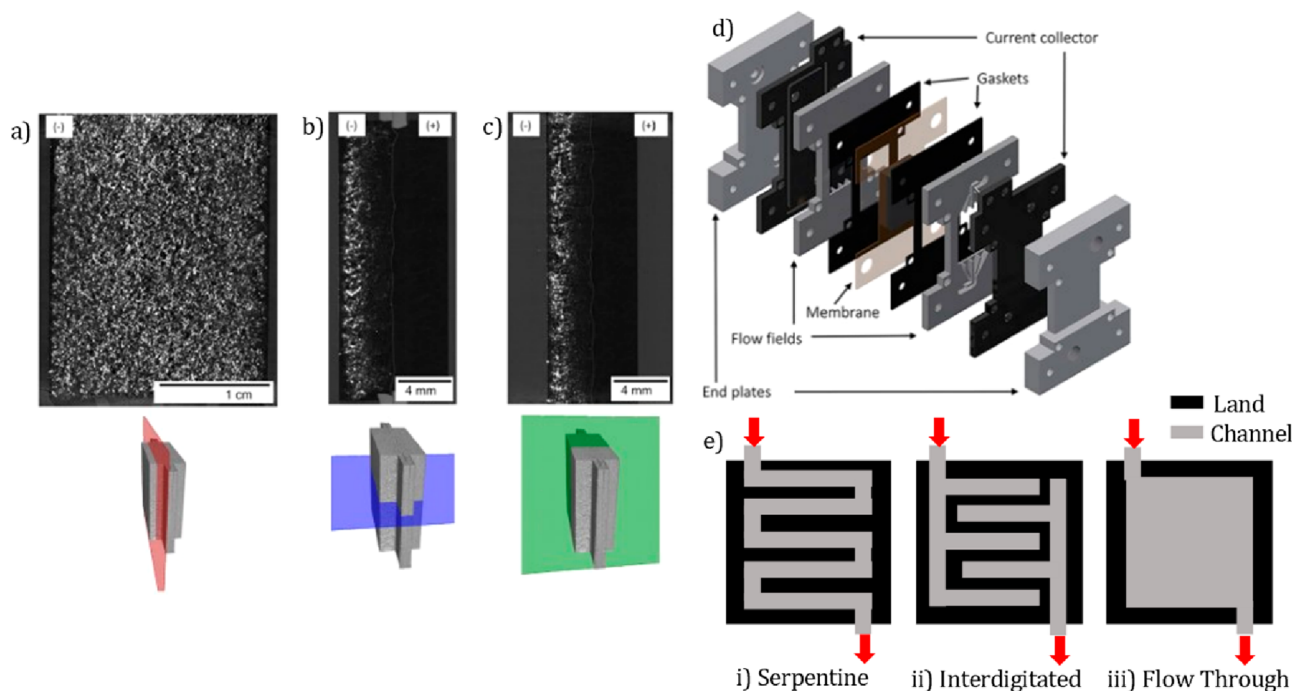 a)
(-)
1 cm
b)
(-)
(+)
4 mm
c)
(-)
(+)
4 mm
d)
Current collector
Gaskets
Membrane
Flow fields
End plates
Land
Channel
e)
i) Serpentine
ii) Interdigitated
iii) Flow Through